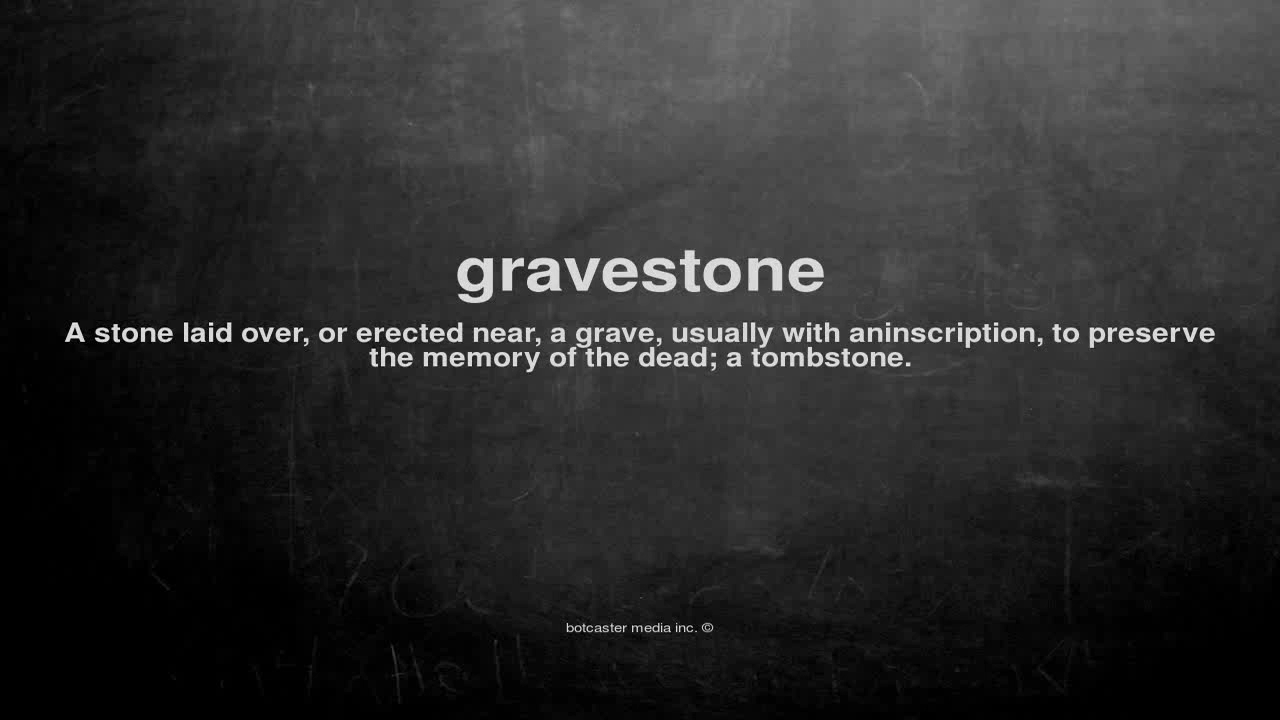 gravestone
A stone laid over, or erected near, a grave, usually with aninscription, to preserve
the memory of the dead; a tombstone.
botcaster media inc. ©